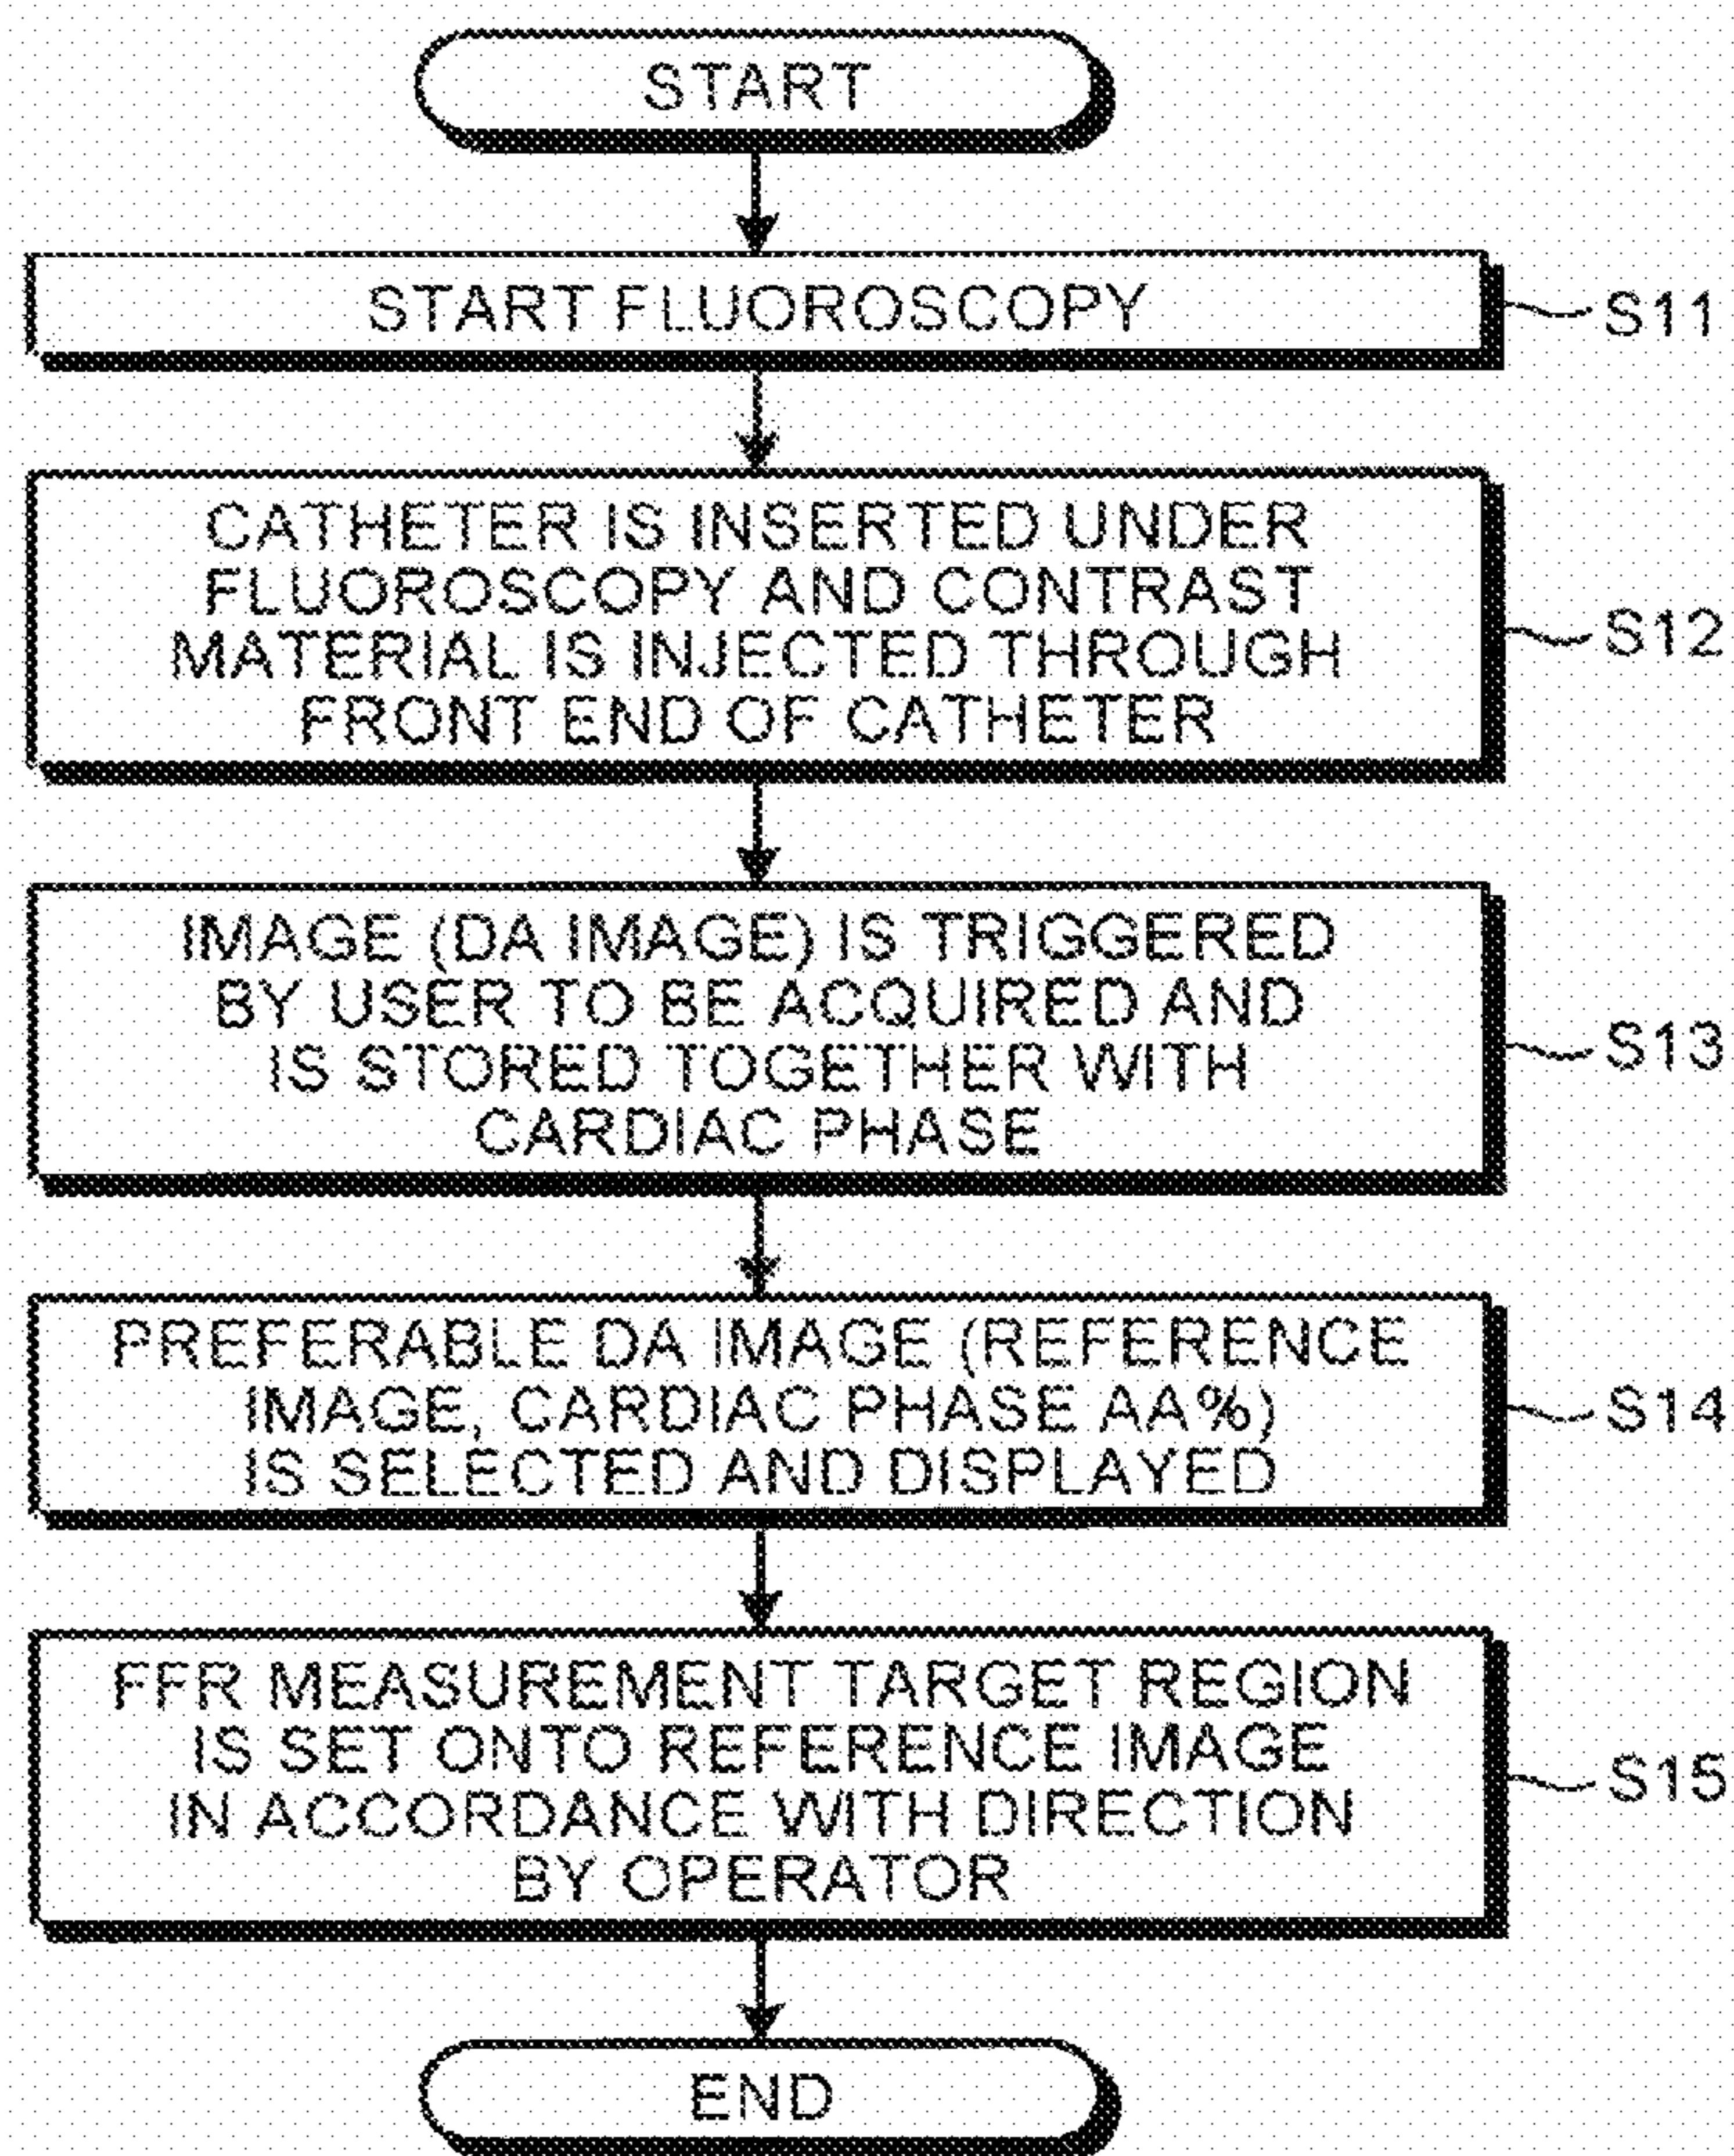 START
START FLUOROSCOPY
S11
CATHETER IS INSERTED UNDER
FLUOROSCOPY AND CONTRAST
MATERIAL IS INJECTED THROUGH
FRONT END OF CATHETER
S12
IMAGE (DA IMAGE) IS TRIGGERED
BY USER TO BE ACQUIRED AND
IS STORED TOGETHER WITH
CARDIAC PHASE
S13
PREFERABLE DA IMAGE (REFERENCE
IMAGE, CARDIAC PHASE AA%)
IS SELECTED AND DISPLAYED
S14
FFR MEASUREMENT TARGET REGION
IS SET ONTO REFERENCE IMAGE
IN ACCORDANCE WITH DIRECTION
BY OPERATOR
S15
END